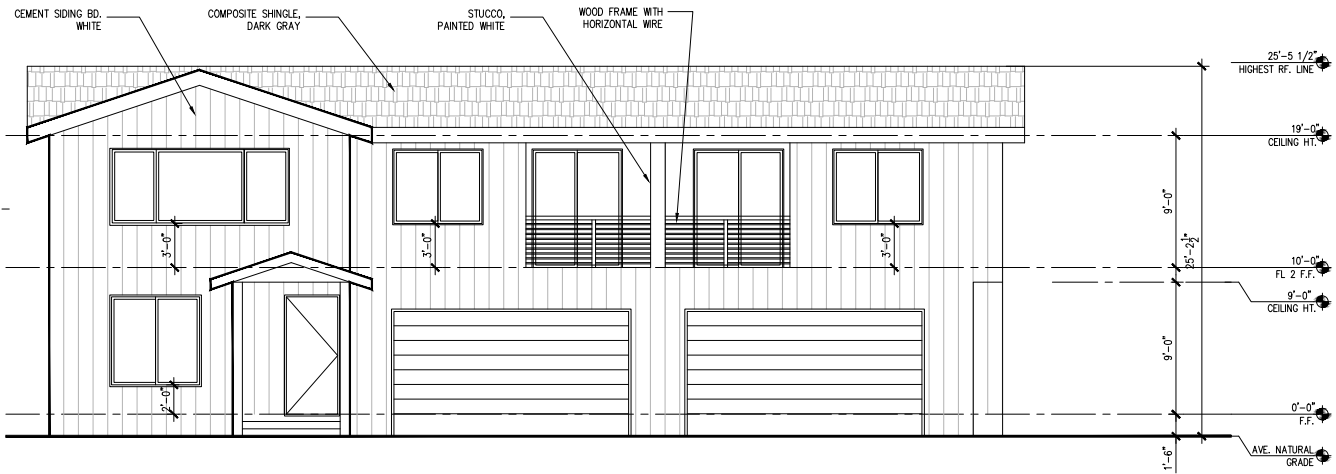 CEMENT SIDING BD.
WHITE
COMPOSITE SHINGLE,
DARK GRAY
STUCCO,
PAINTED WHITE
WOOD FRAME WITH
HORIZONTAL WIRE
25'-5 1/2"
HIGHEST RF. LINE
19'-0"
CEILING HT.
9'-0"
25'-2 1/2"
3'-0"
3'-0"
3'-0"
10'-0"
FL 2 F.F.
9'-0"
CEILING HT.
9'-0"
2'-0"
0'-0"
F.F.
1'-6"
AVE. NATURAL
GRADE